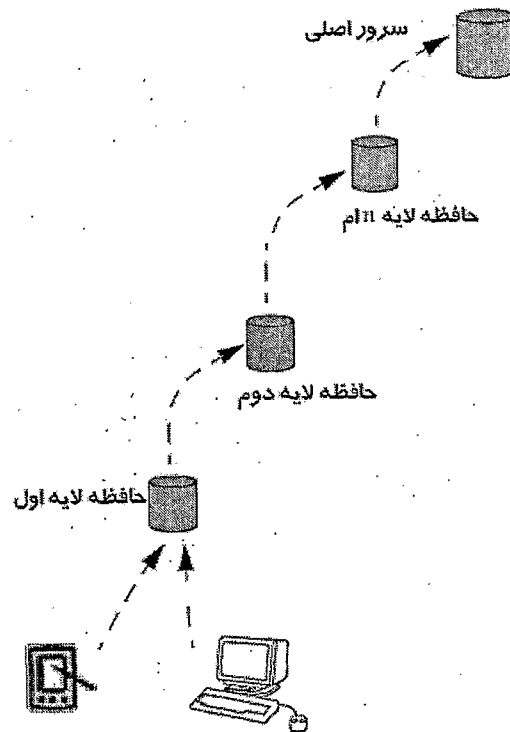 سرور اصلی
حافظه لایه nام
حافظه لایه دوم
حافظه لایه اول